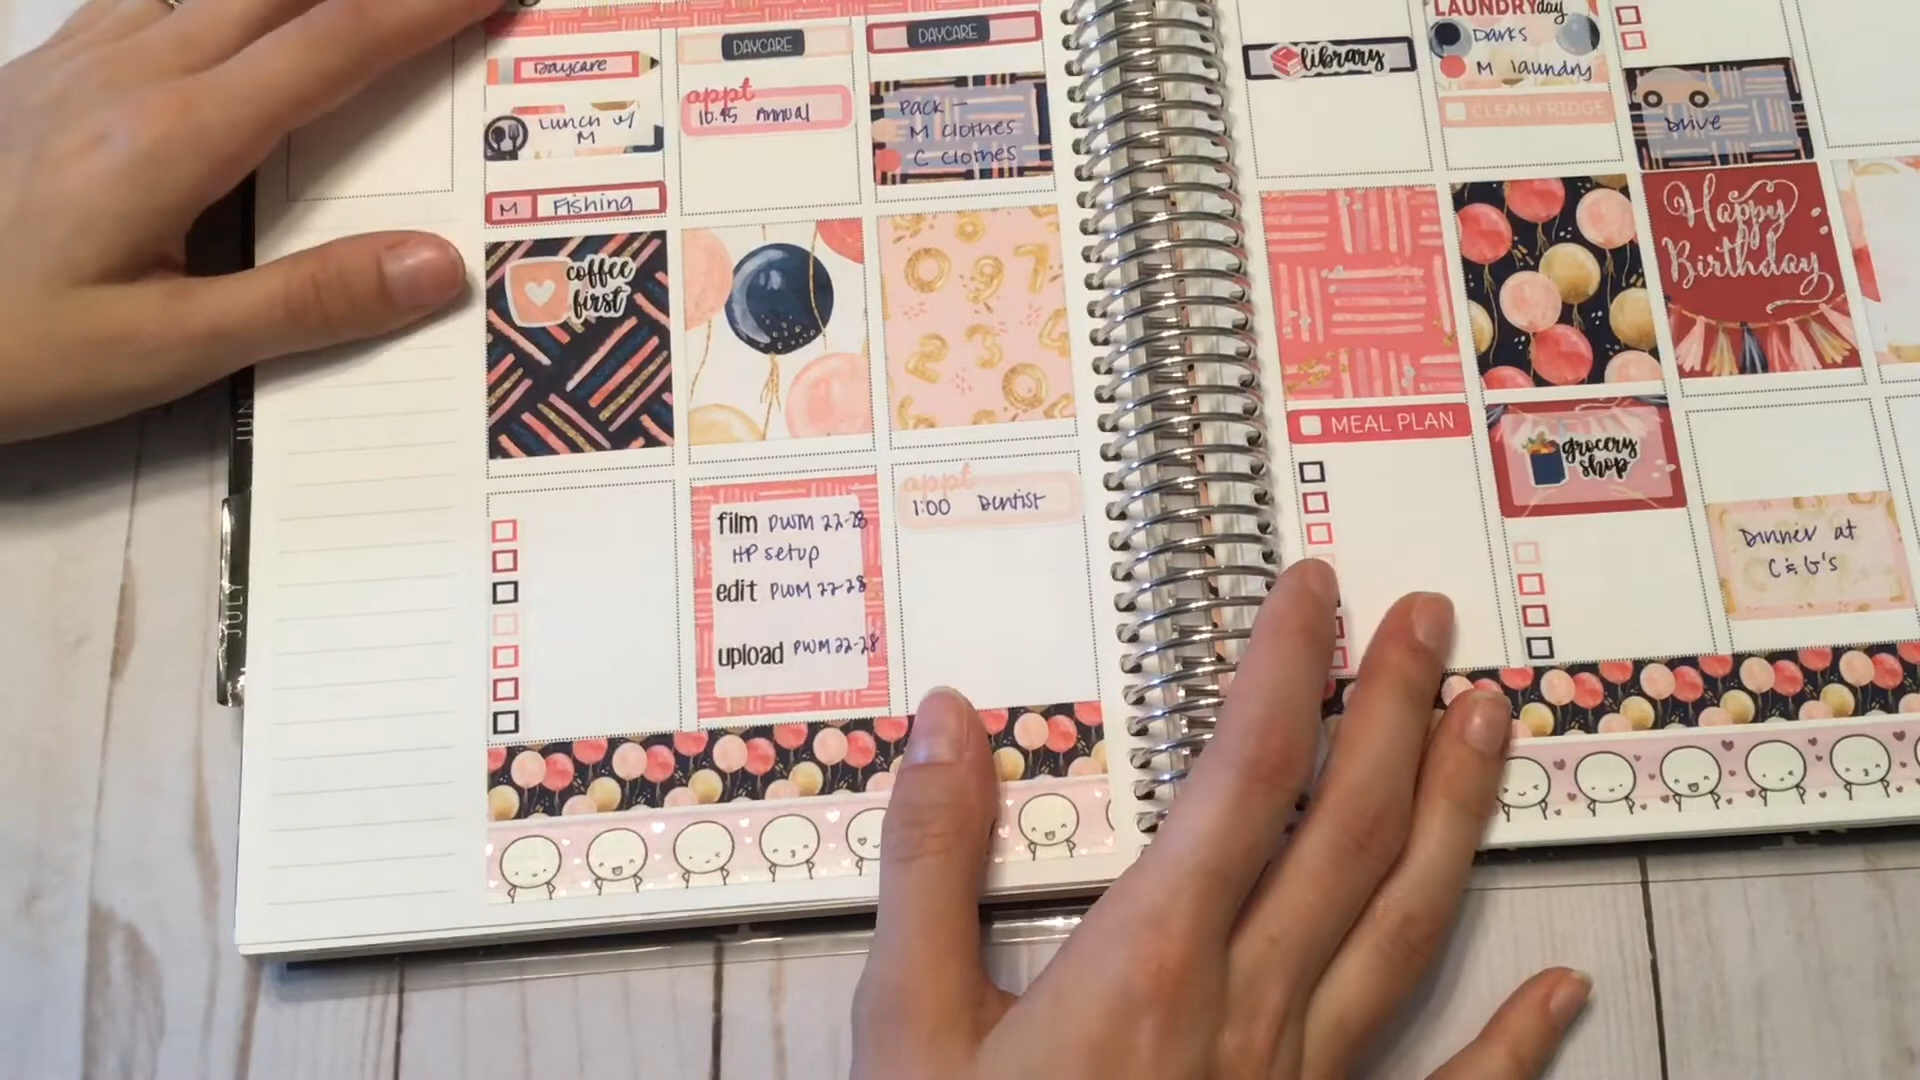 Daycare
Lunch w/
M
M Fishing
coffee
first
DAYCARE
appt
10:45 Annual
film PWM 22-28
HP setup
edit PWM 22-28
upload PWM 22-28
DAYCARE
Pack -
M clothes
C clothes
appt
1:00 Dentist
library
MEAL PLAN
LAUNDRY day
Darks
M laundry
CLEAN FRIDGE
grocery
shop
Drive
Happy
Birthday
Dinner at
C & G's
JULY